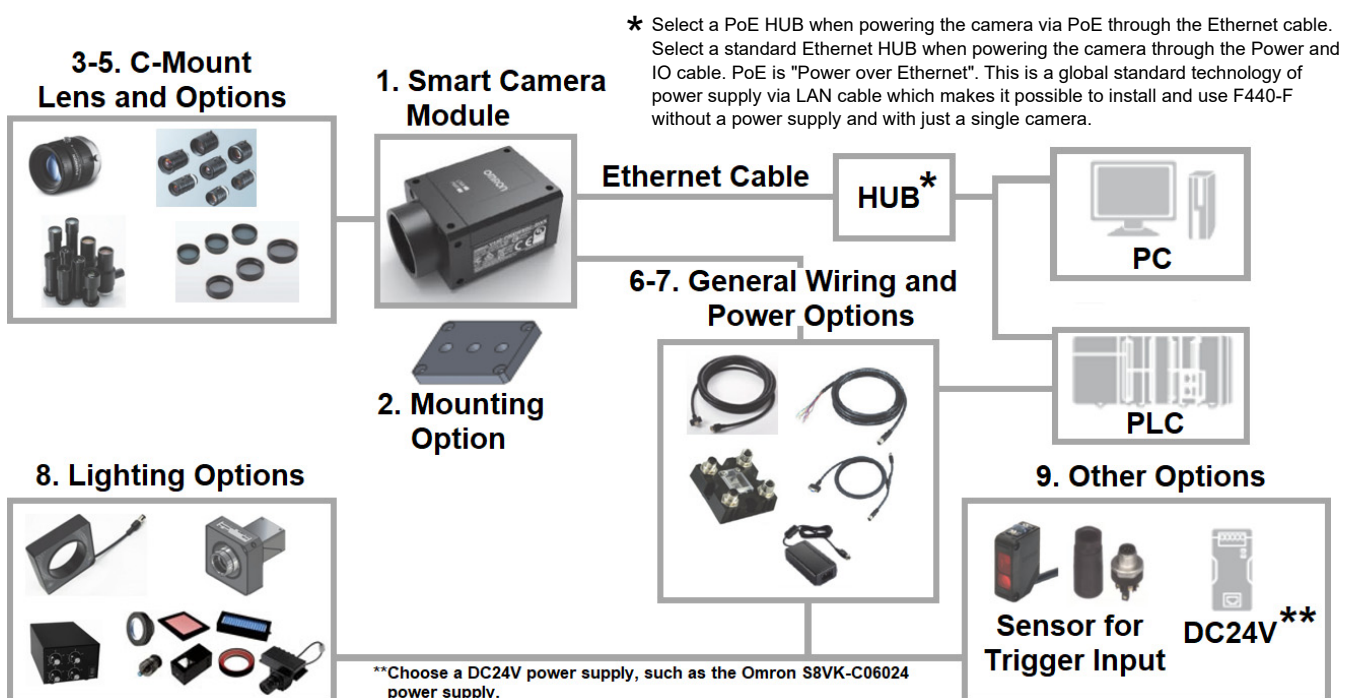 * Select a PoE HUB when powering the camera via PoE through the Ethernet cable.
Select a standard Ethernet HUB when powering the camera through the Power and
IO cable. PoE is "Power over Ethernet". This is a global standard technology of
power supply via LAN cable which makes it possible to install and use F440-F
without a power supply and with just a single camera.
3-5. C-Mount
Lens and Options
1. Smart Camera
Module
omron
Ethernet Cable
HUB*
PC
6-7. General Wiring and
Power Options
2. Mounting
Option
PLC
8. Lighting Options
9. Other Options
Sensor for
Trigger Input
DC24V**
**Choose a DC24V power supply, such as the Omron S8VK-C06024
power supply.